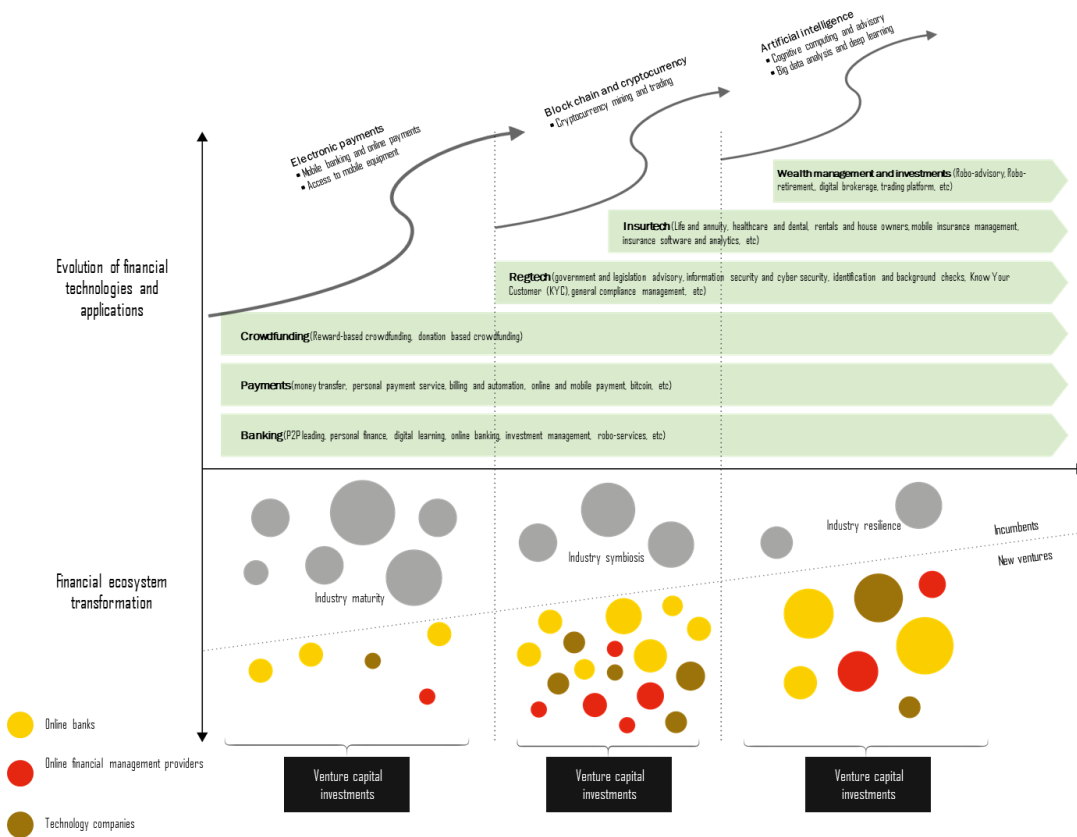 Artificial intelligence
▪ Cognitive computing and advisory
▪ Big data analysis and deep learning
Block chain and cryptocurrency
▪ Cryptocurrency mining and trading
Electronic payments
▪ Mobile banking and online payments
▪ Access to mobile equipment
Evolution of financial
technologies and
applications
Wealth management and investments (Robo-advisory, Robo-
retirement,. digital brokerage, trading platform, etc)
Insurtech (Life and annuity, healthcare and dental, rentals and house owners, mobile insurance management,
insurance software and analytics, etc)
Regtech (government and legislation advisory, information security and cyber security, identification and background checks, Know Your
Customer (KYC), general compliance management, etc)
Crowdfunding (Reward-based crowdfunding, donation based crowdfunding)
Payments (money transfer, personal payment service, billing and automation, online and mobile payment, bitcoin, etc)
Banking (P2P leading, personal finance, digital learning, online banking, investment management, robo-services, etc)
Financial ecosystem
transformation
Industry maturity
Industry symbiosis
Industry resilience
Incumbents
New ventures
Online banks
Online financial management providers
Technology companies
Venture capital
investments
Venture capital
investments
Venture capital
investments